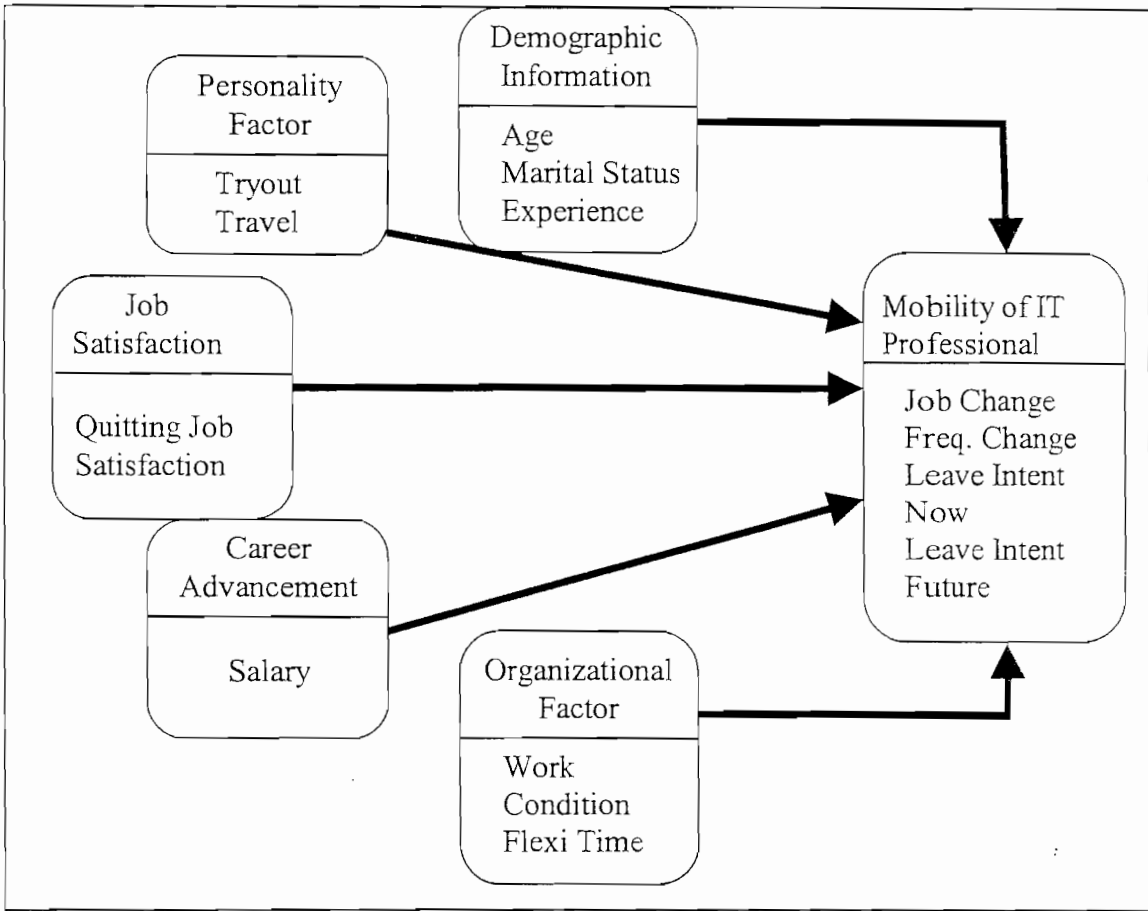 Demographic
Information
Age
Marital Status
Experience
Personality
Factor
Tryout
Travel
Job
Satisfaction
Quitting Job
Satisfaction
Career
Advancement
Salary
Organizational
Factor
Work
Condition
Flexi Time
Mobility of IT
Professional
Job Change
Freq. Change
Leave Intent
Now
Leave Intent
Future